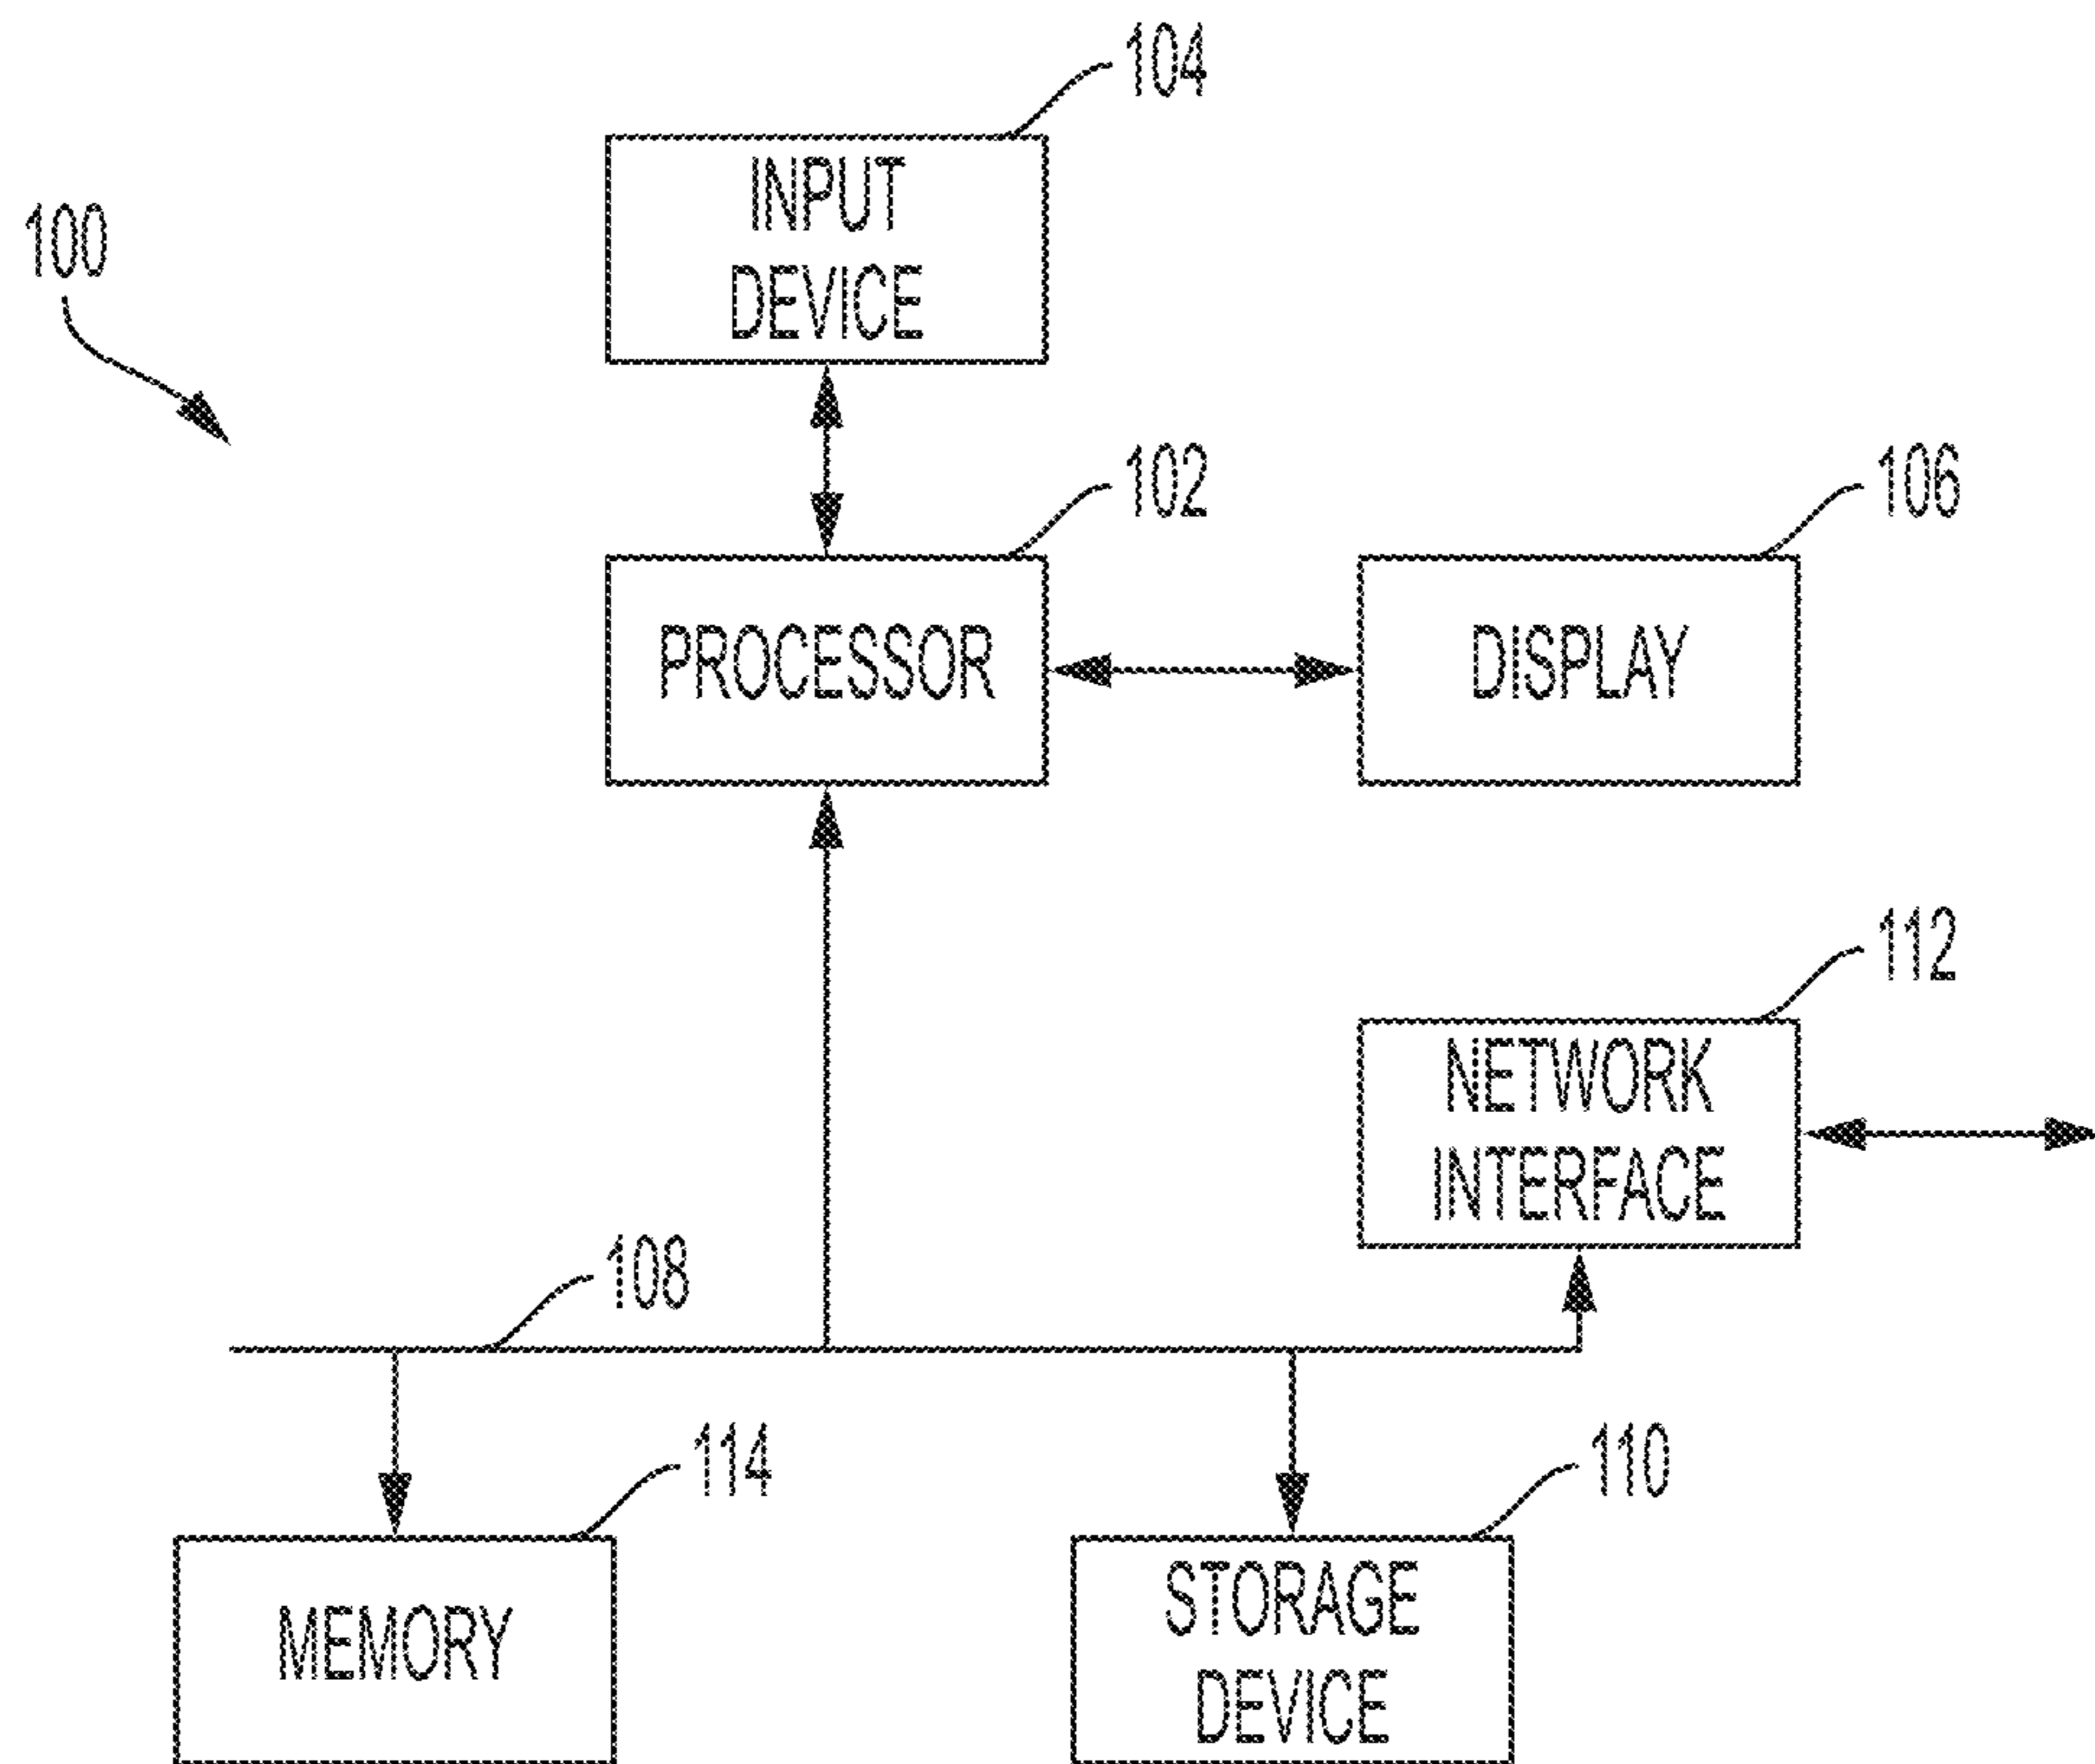 104
INPUT
DEVICE
100
102
106
PROCESSOR
DISPLAY
112
NETWORK
INTERFACE
108
114
110
MEMORY
STORAGE
DEVICE